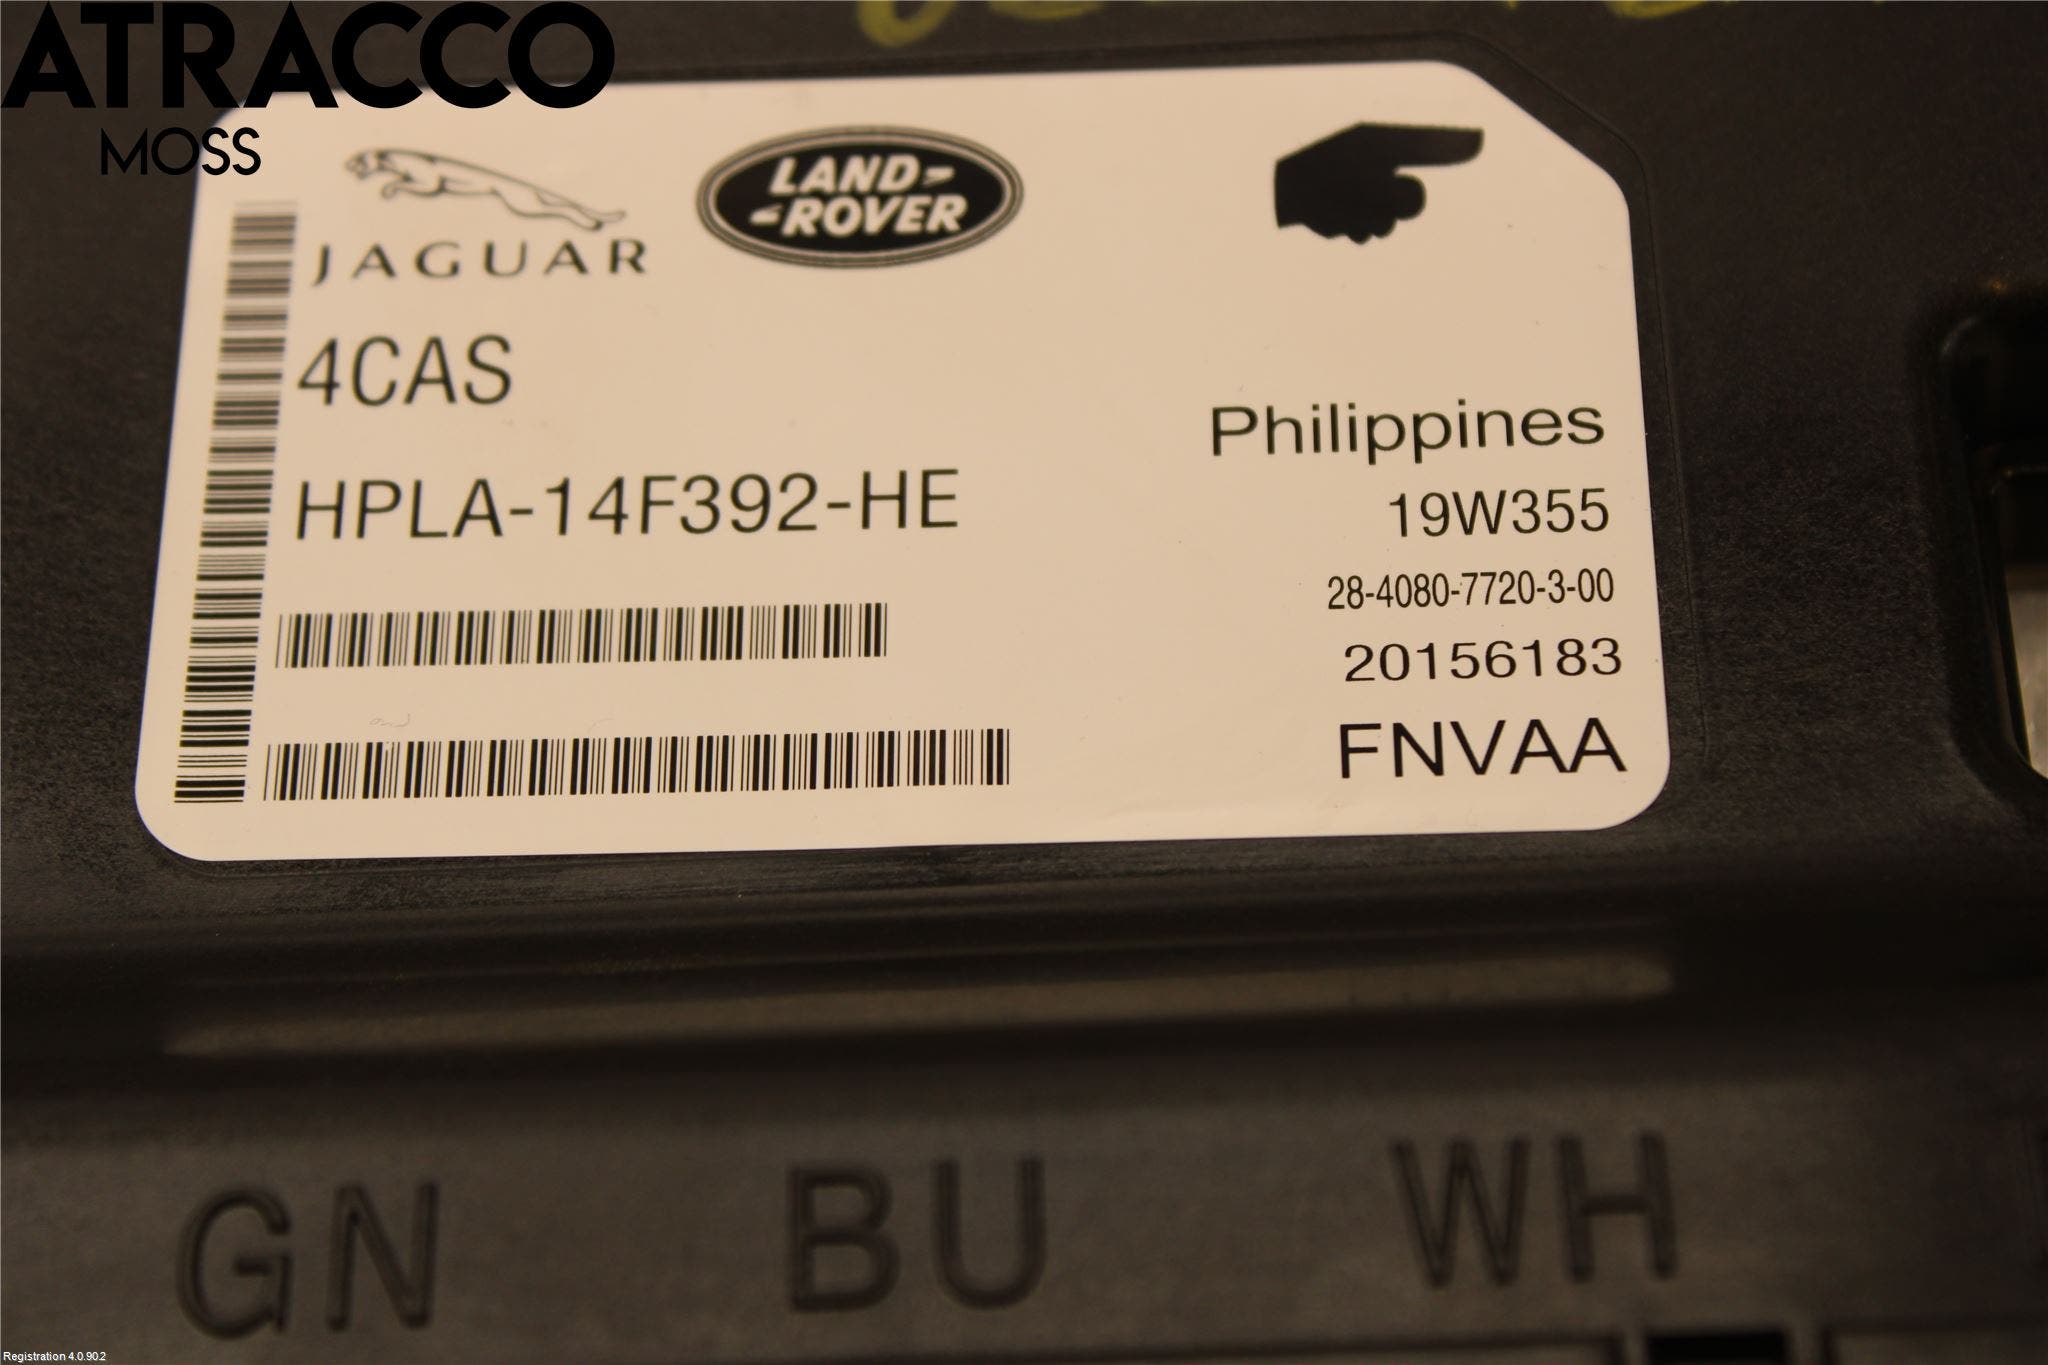 ATRACCO
MOSS
JAGUAR
LAND-
-ROVER
4CAS
HPLA-14F392-HE
Philippines
19W355
28-4080-7720-3-00
20156183
FNVAA
GN BU WH
Registration 4.0.90.2